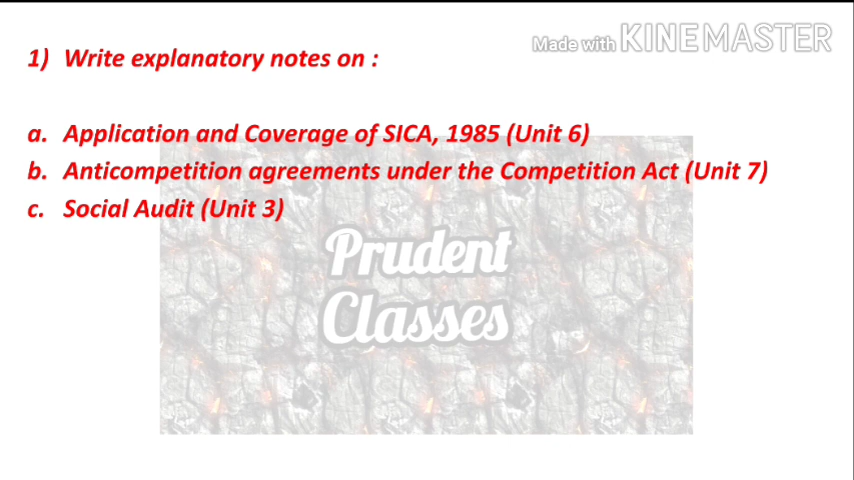 Made with KINEMASTER
1) Write explanatory notes on :
a. Application and Coverage of SICA, 1985 (Unit 6)
b. Anticompetition agreements under the Competition Act (Unit 7)
c. Social Audit (Unit 3)
Prudent
Classes